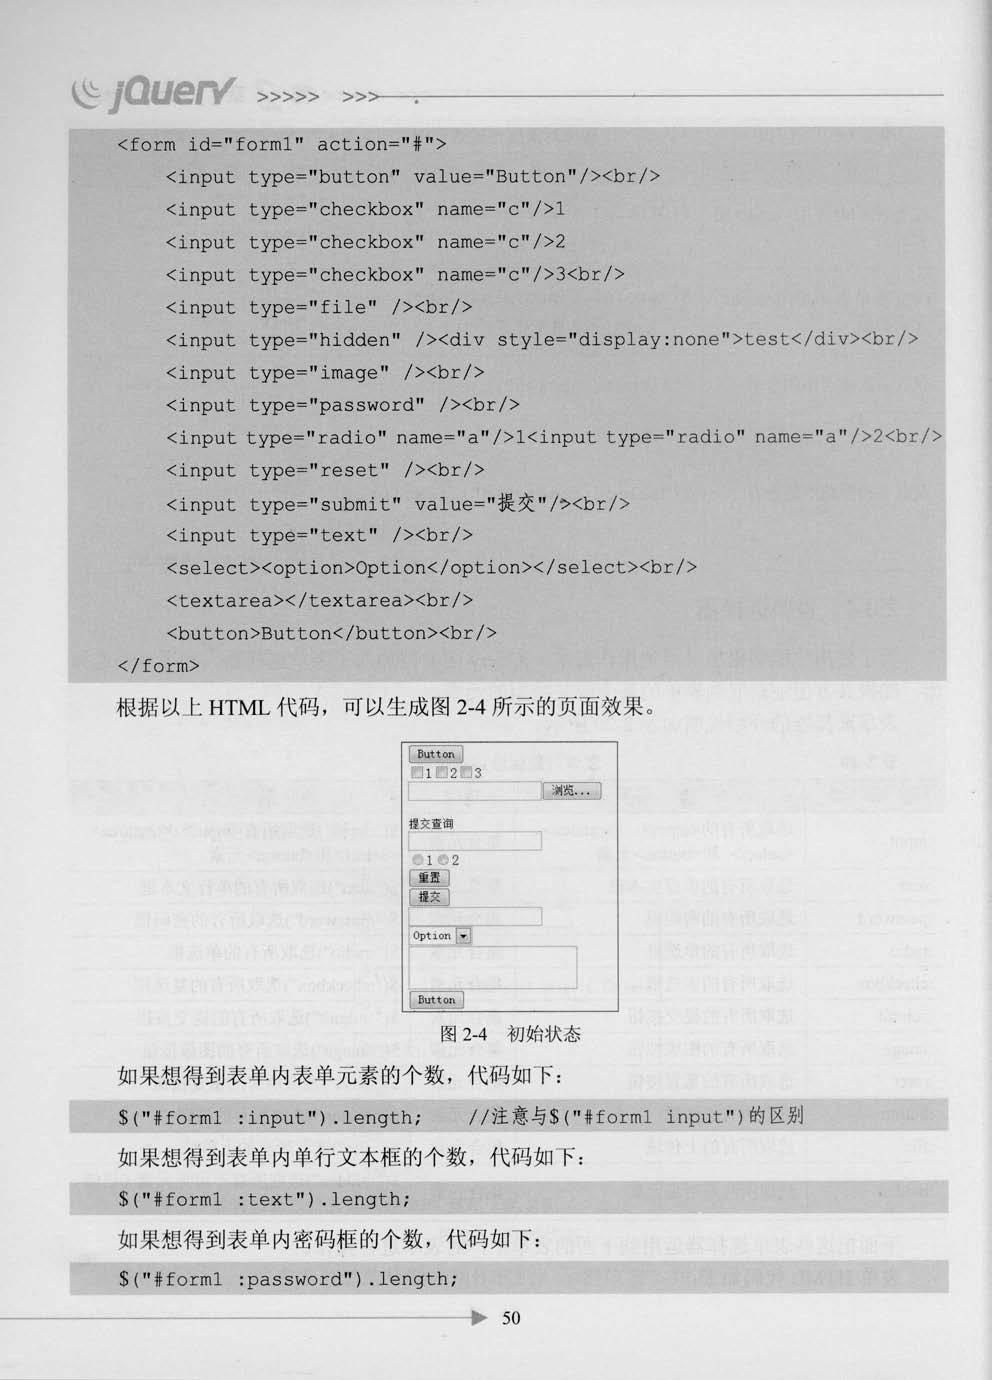 jQuery >>>>> >>>
<form id="form1" action="#">
<input type="button" value="Button"/><br/>
<input type="checkbox" name="c"/>1
<input type="checkbox" name="c"/>2
<input type="checkbox" name="c"/>3<br/>
<input type="file" /><br/>
<input type="hidden" /><div style="display:none">test</div><br/>
<input type="image" /><br/>
<input type="password" /><br/>
<input type="radio" name="a"/>1<input type="radio" name="a"/>2<br/>
<input type="reset" /><br/>
<input type="submit" value="提交"/><br/>
<input type="text" /><br/>
<select><option>Option</option></select><br/>
<textarea></textarea><br/>
<button>Button</button><br/>
</form>
根据以上 HTML 代码，可以生成图 2-4 所示的页面效果。
Button
1 2 3
浏览...
提交查询
1 2
重置
提交
Option
Button
图 2-4 初始状态
如果想得到表单内表单元素的个数，代码如下：
$("#form1 :input").length; //注意与$("#form1 input")的区别
如果想得到表单内单行文本框的个数，代码如下：
$("#form1 :text").length;
如果想得到表单内密码框的个数，代码如下：
$("#form1 :password").length;
50